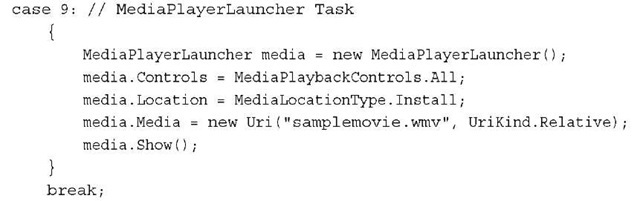 case 9: // MediaPlayerLauncher Task
{
MediaPlayerLauncher media = new MediaPlayerLauncher();
media.Controls = MediaPlaybackControls.All;
media.Location = MediaLocationType.Install;
media.Media = new Uri("samplemovie.wmv", UriKind.Relative);
media.Show();
}
break;